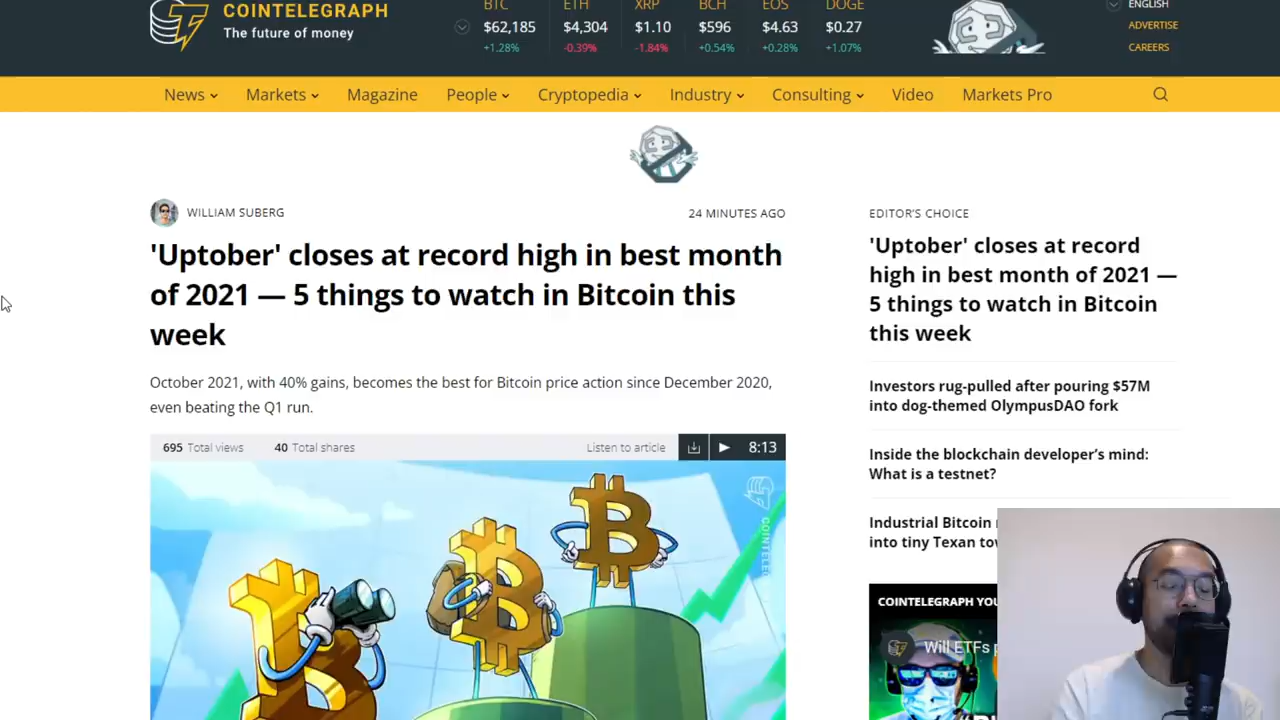 COINTELEGRAPH
The future of money
BTC ETH XRP BCH EOS DOGE
$62,185 $4,304 $1.10 $596 $4.63 $0.27
+1.28% -0.39% -1.84% +0.54% +0.28% +1.07%
ENGLISH
ADVERTISE
CAREERS
News Markets Magazine People Cryptopedia Industry Consulting Video Markets Pro
WILLIAM SUBERG 24 MINUTES AGO
'Uptober' closes at record high in best month
of 2021 — 5 things to watch in Bitcoin this
week
October 2021, with 40% gains, becomes the best for Bitcoin price action since December 2020,
even beating the Q1 run.
695 Total views 40 Total shares Listen to article 8:13
EDITOR'S CHOICE
'Uptober' closes at record
high in best month of 2021 —
5 things to watch in Bitcoin
this week
Investors rug-pulled after pouring $57M
into dog-themed OlympusDAO fork
Inside the blockchain developer's mind:
What is a testnet?
Industrial Bitcoin
into tiny Texan
COINTELEGRAPH
Will ETFs